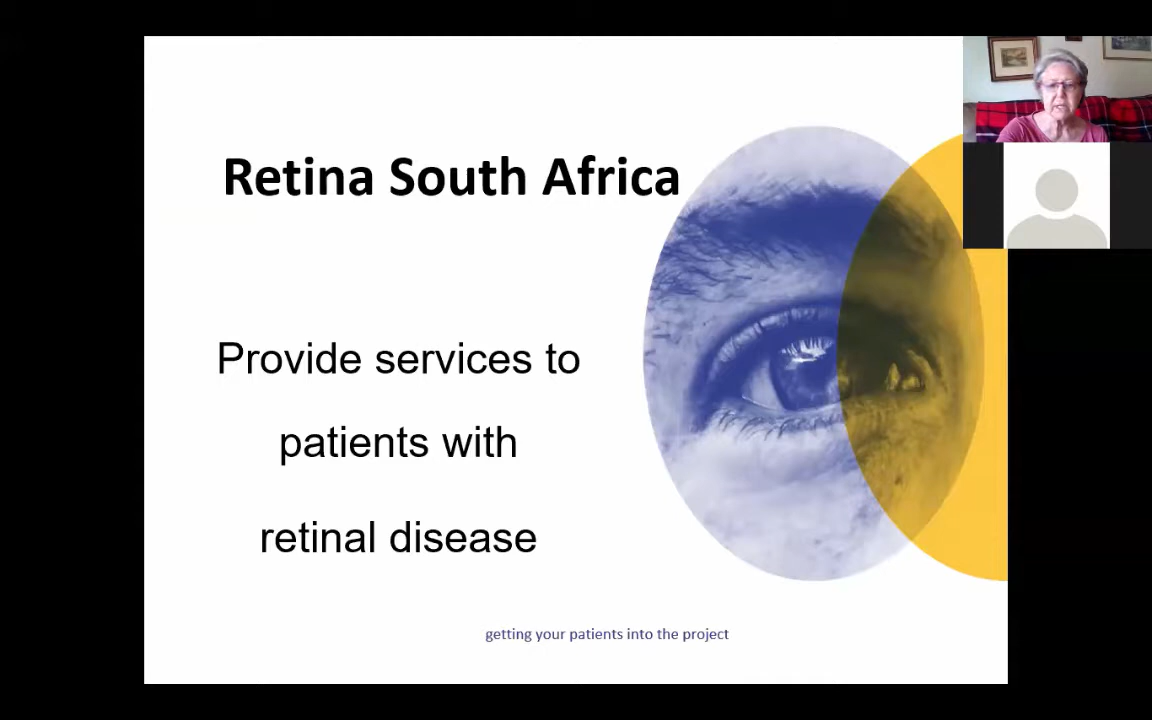 Retina South Africa
Provide services to
patients with
retinal disease
getting your patients into the project